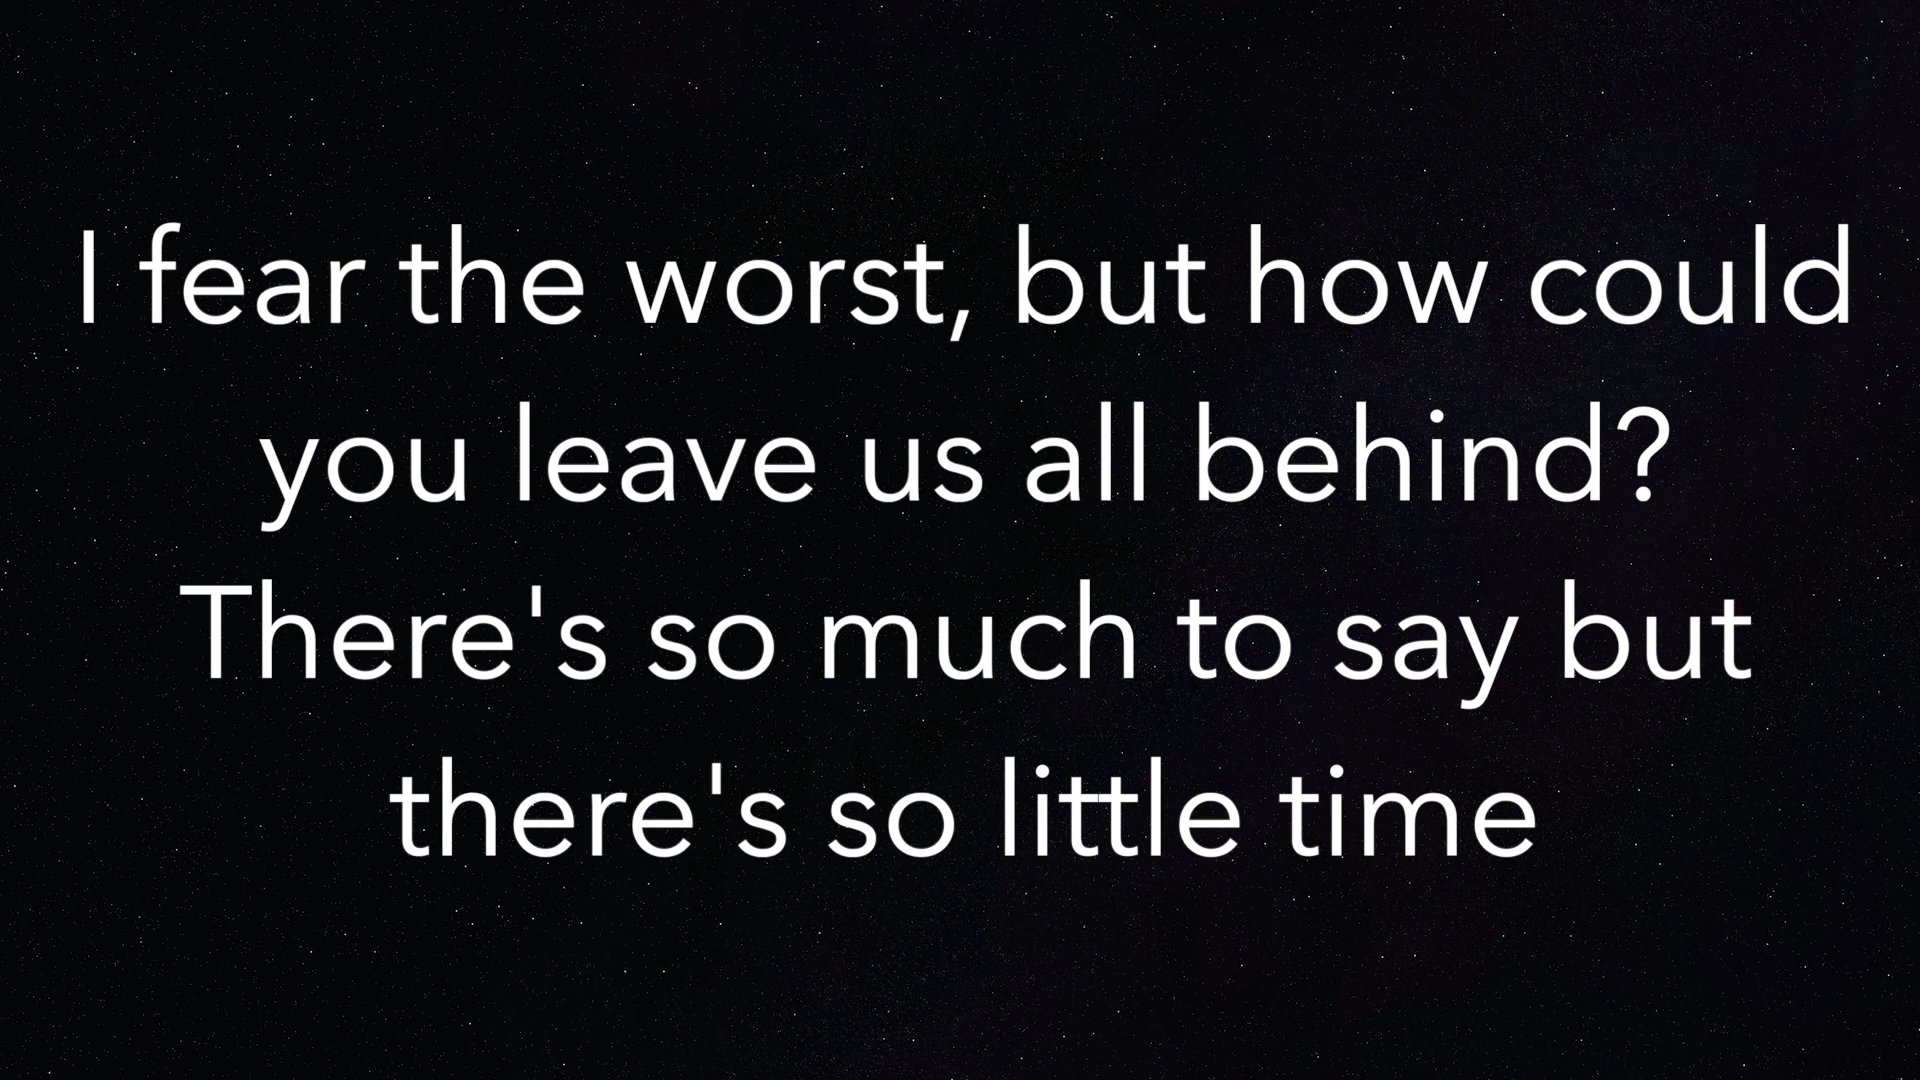 I fear the worst, but how could
you leave us all behind?
There's so much to say but
there's so little time